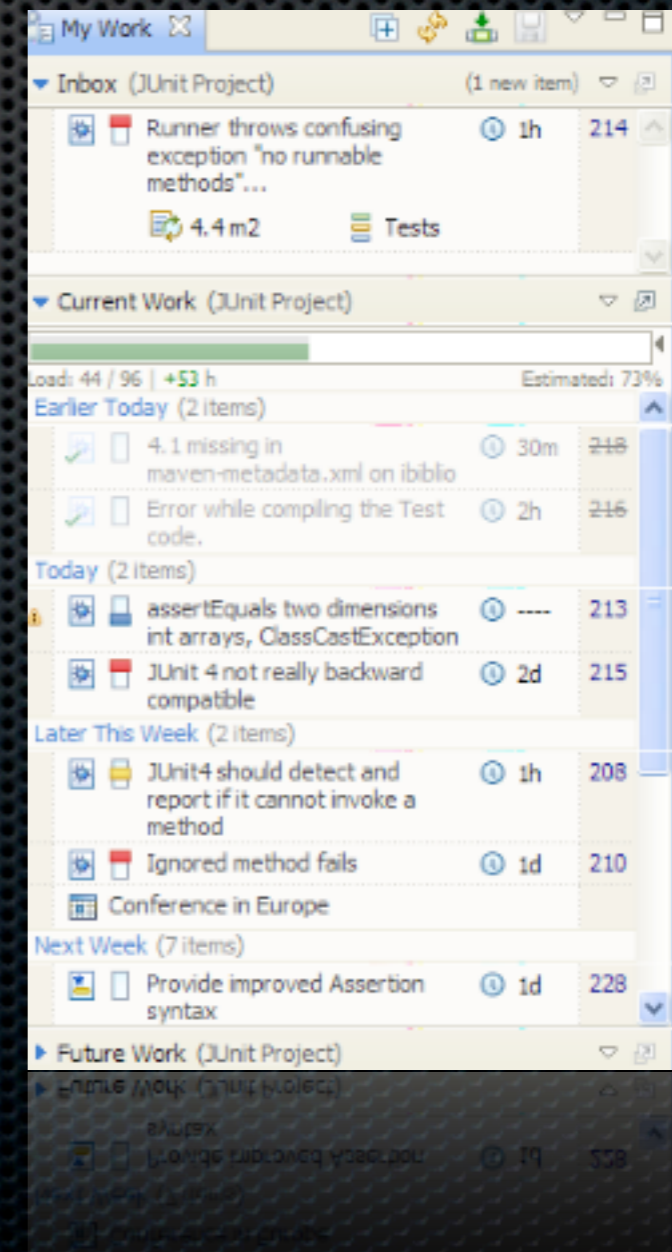 My Work
Inbox (JUnit Project) (1 new item)
Runner throws confusing 1h 214
exception "no runnable
methods"...
4.4 m2 Tests
Current Work (JUnit Project)
Load: 44 / 96 | +53 h Estimated: 73%
Earlier Today (2 items)
4.1 missing in 30m 218
maven-metadata.xml on ibiblio
Error while compiling the Test 2h 216
code.
Today (2 items)
assertEquals two dimensions ---- 213
int arrays, ClassCastException
JUnit 4 not really backward 2d 215
compatible
Later This Week (2 items)
JUnit4 should detect and 1h 208
report if it cannot invoke a
method
Ignored method fails 1d 210
Conference in Europe
Next Week (7 items)
Provide improved Assertion 1d 228
syntax
Future Work (JUnit Project)